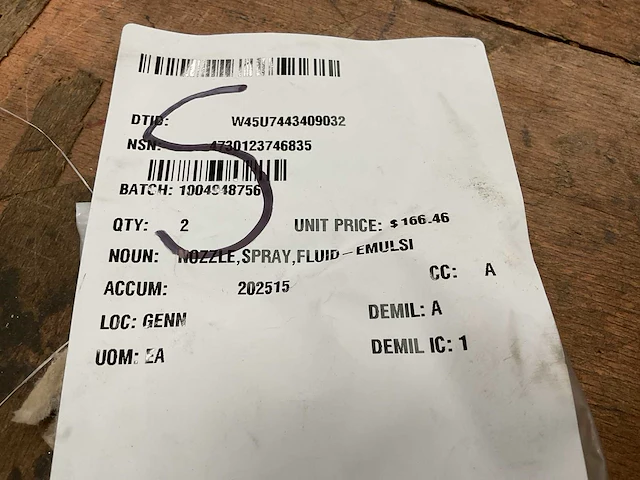 DTID: W45U7443409032
NSN: 4730123746835
BATCH: 1004948756
QTY: 2 UNIT PRICE: $166.46
NOUN: NOZZLE,SPRAY,FLUID-EMULSI
ACCUM: 202515 CC: A
LOC: GENN DEMIL: A
UOM: EA DEMIL IC: 1
5